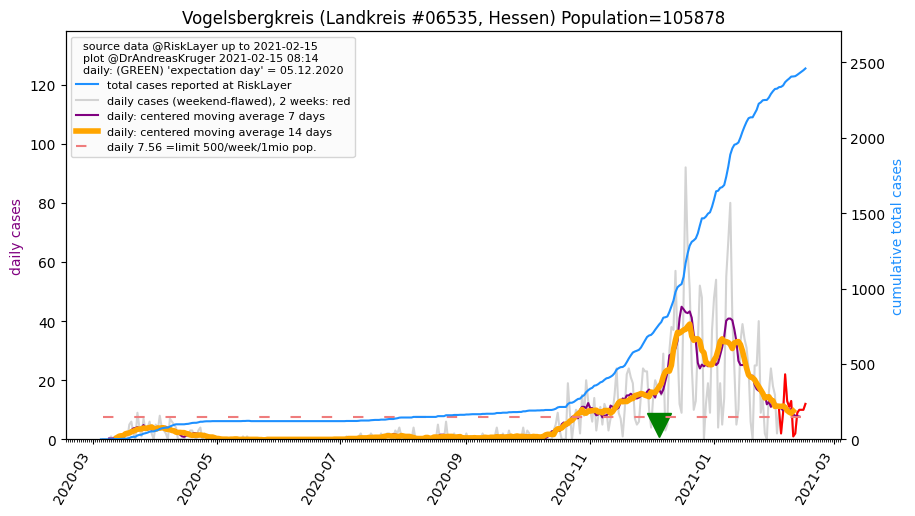 Vogelsbergkreis (Landkreis #06535, Hessen) Population=105878
source data @RiskLayer up to 2021-02-15
plot @DrAndreasKruger 2021-02-15 08:14
daily: (GREEN) 'expectation day' = 05.12.2020
total cases reported at RiskLayer
daily cases (weekend-flawed), 2 weeks: red
daily: centered moving average 7 days
daily: centered moving average 14 days
daily 7.56 =limit 500/week/1mio pop.
daily cases
120
100
80
60
40
20
0
2500
2000
1500
1000
500
0
cumulative total cases
2020-03
2020-05
2020-07
2020-09
2020-11
2021-01
2021-03